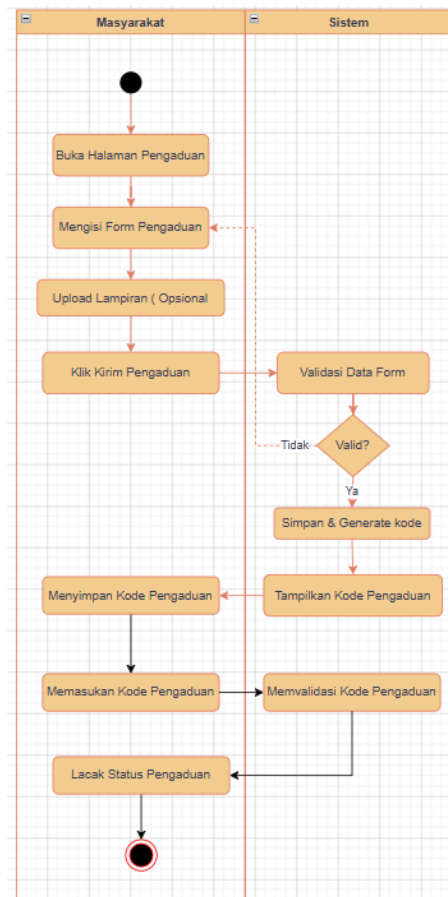 Masyarakat
Sistem
Buka Halaman Pengaduan
Mengisi Form Pengaduan
Upload Lampiran ( Opsional
Klik Kirim Pengaduan
Validasi Data Form
Tidak
Valid?
Ya
Simpan & Generate kode
Menyimpan Kode Pengaduan
Tampilkan Kode Pengaduan
Memasukan Kode Pengaduan
Memvalidasi Kode Pengaduan
Lacak Status Pengaduan